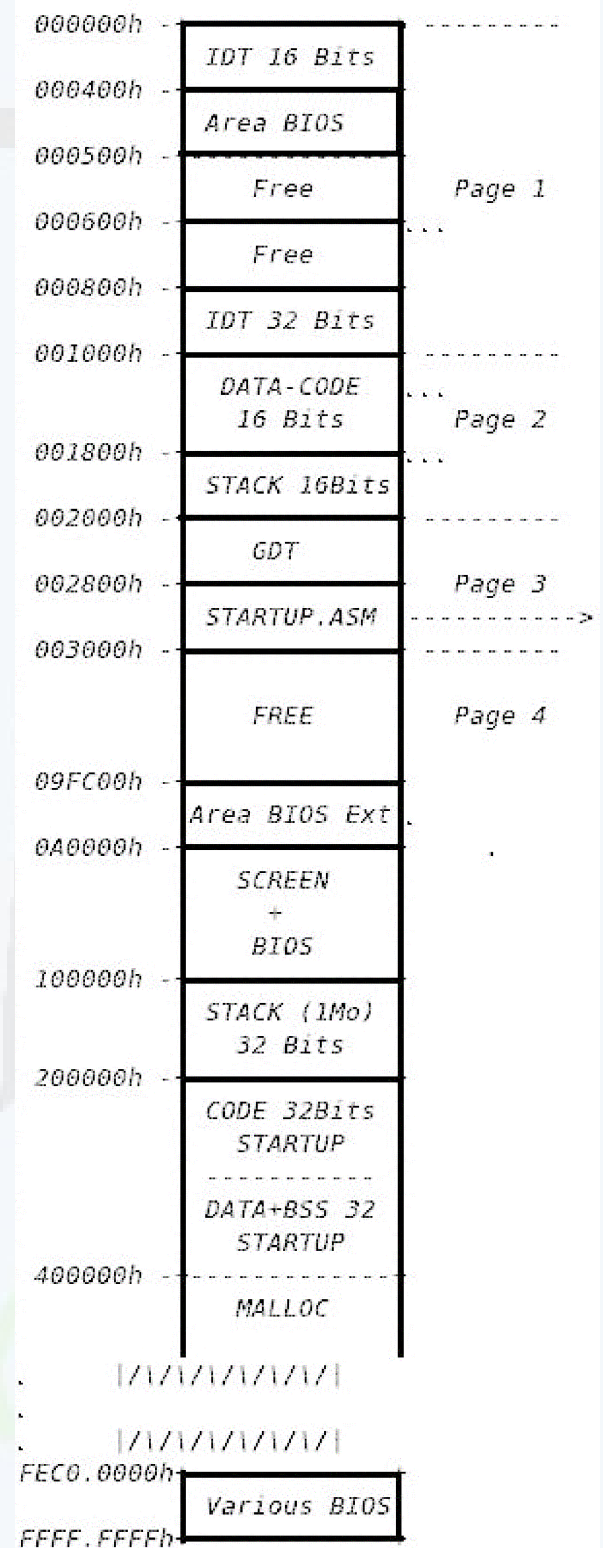 000000h
IDT 16 Bits
000400h
Area BIOS
000500h
Free Page 1
000600h
Free
000800h
IDT 32 Bits
001000h
DATA-CODE
16 Bits Page 2
001800h
STACK 16Bits
002000h
GDT
002800h Page 3
STARTUP.ASM
003000h
FREE Page 4
09FC00h
Area BIOS Ext
0A0000h
SCREEN
+
BIOS
100000h
STACK (1Mo)
32 Bits
200000h
CODE 32Bits
STARTUP
DATA+BSS 32
STARTUP
400000h
MALLOC
|/\/\/\/\/\/\/|
|/\/\/\/\/\/\/|
FEC0.0000h
Various BIOS
FFFF.FFFFh